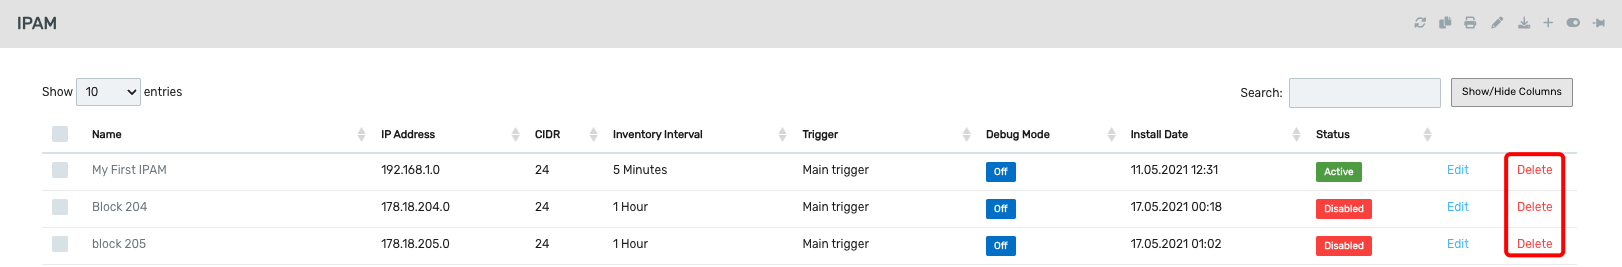 IPAM
Show 10 entries Search: Show/Hide Columns
Name IP Address CIDR Inventory Interval Trigger Debug Mode Install Date Status
My First IPAM 192.168.1.0 24 5 Minutes Main trigger Off 11.05.2021 12:31 Active Edit Delete
Block 204 178.18.204.0 24 1 Hour Main trigger Off 17.05.2021 00:18 Disabled Edit Delete
block 205 178.18.205.0 24 1 Hour Main trigger Off 17.05.2021 01:02 Disabled Edit Delete